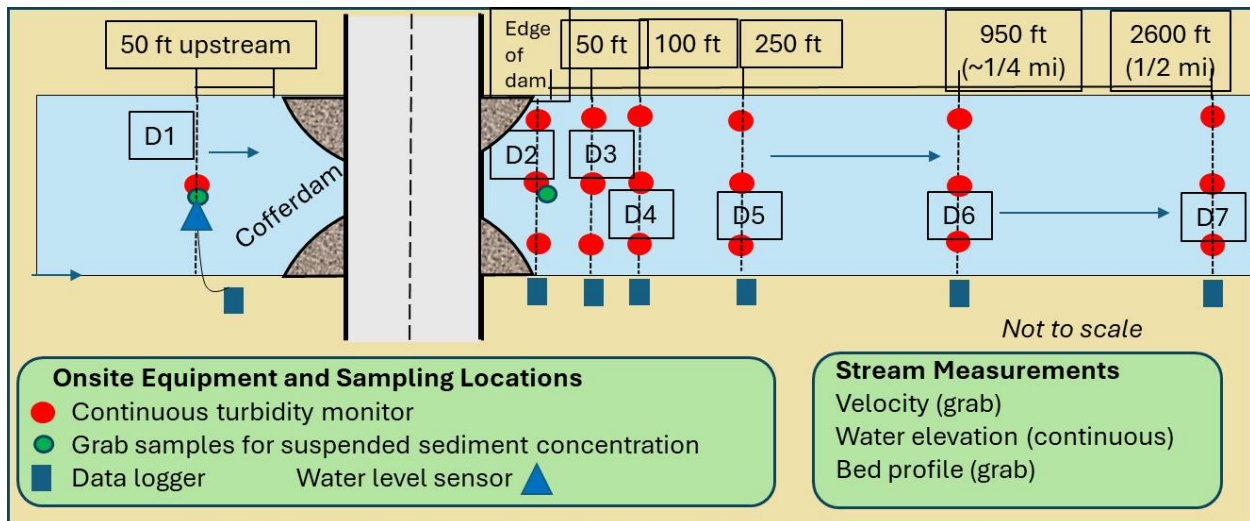 50 ft upstream
Edge
of
dam
50 ft
100 ft
250 ft
950 ft
(~1/4 mi)
2600 ft
(1/2 mi)
D1
Cofferdam
D2
D3
D4
D5
D6
D7
Not to scale
Onsite Equipment and Sampling Locations
Continuous turbidity monitor
Grab samples for suspended sediment concentration
Data logger
Water level sensor
Stream Measurements
Velocity (grab)
Water elevation (continuous)
Bed profile (grab)